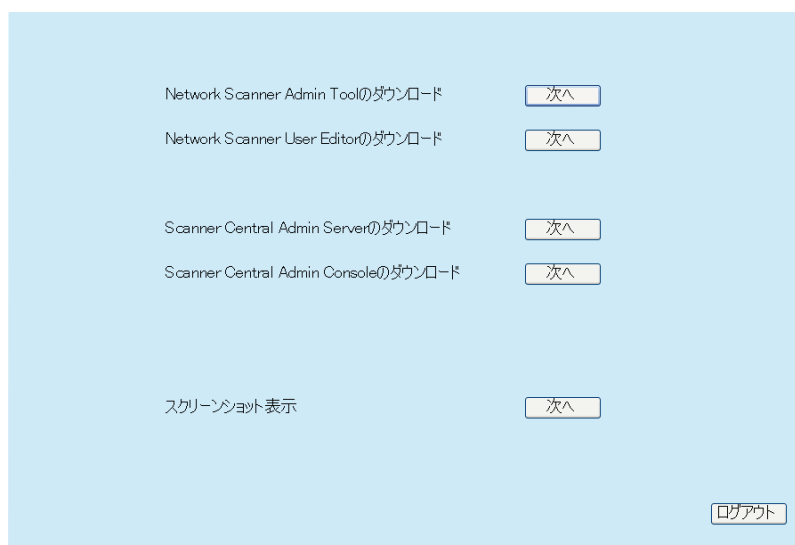 Network Scanner Admin Toolのダウンロード 次へ
Network Scanner User Editorのダウンロード 次へ
Scanner Central Admin Serverのダウンロード 次へ
Scanner Central Admin Consoleのダウンロード 次へ
スクリーンショット表示 次へ
ログアウト